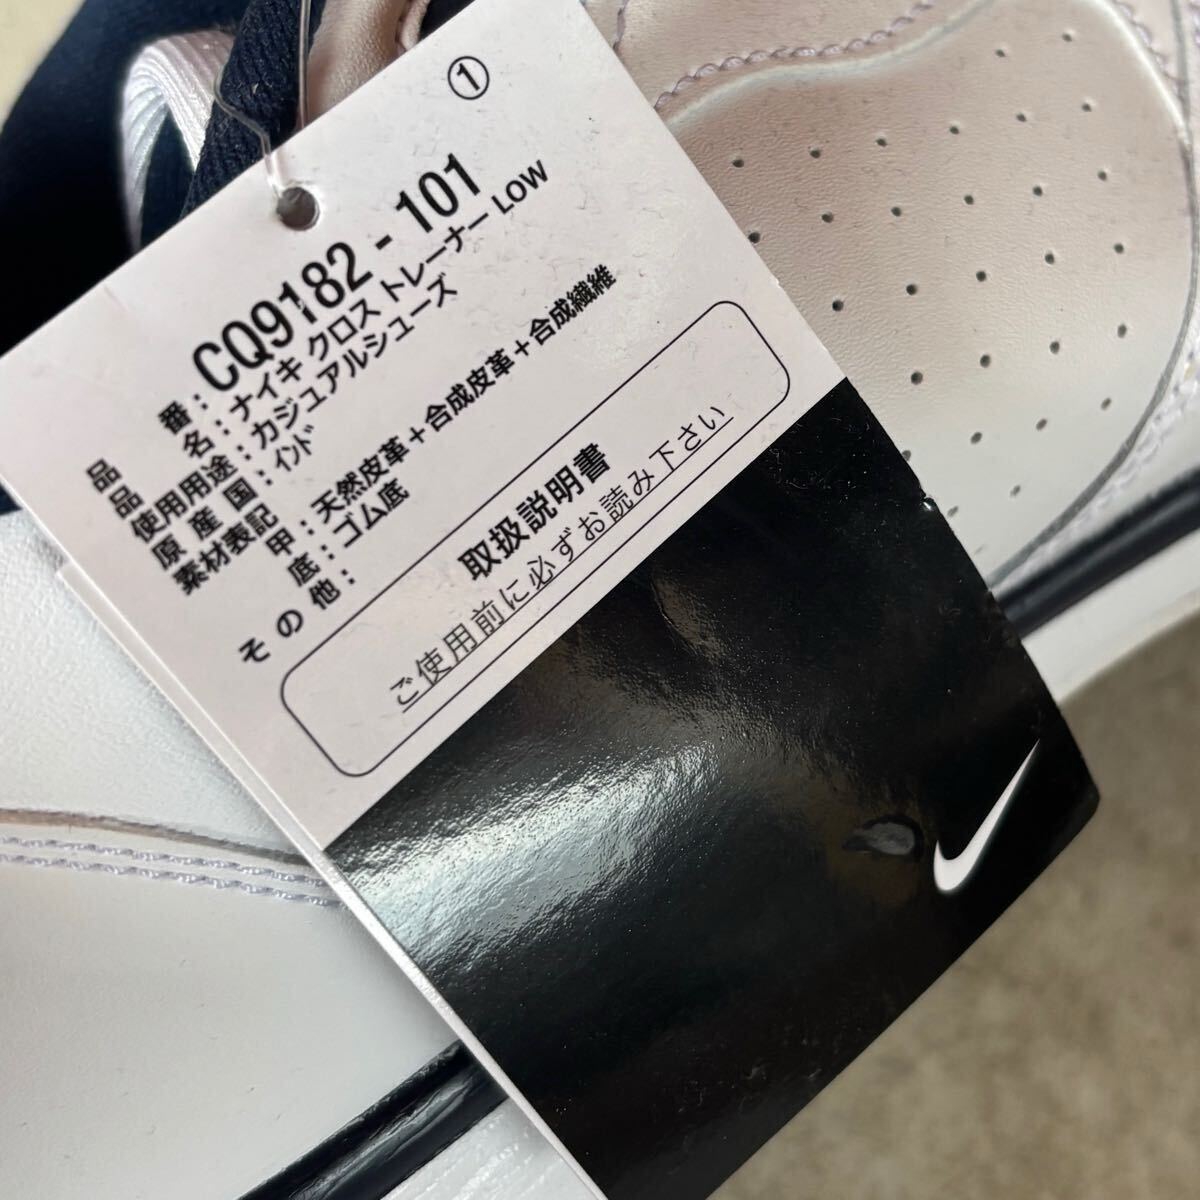 ①
品番：CQ9182-101
品名：ナイキ クロス トレーナー LOW
使用用途：カジュアルシューズ
原産国：インド
素材表記 甲：天然皮革＋合成皮革＋合成繊維
底：ゴム底
その他：
取扱説明書
ご使用前に必ずお読み下さい